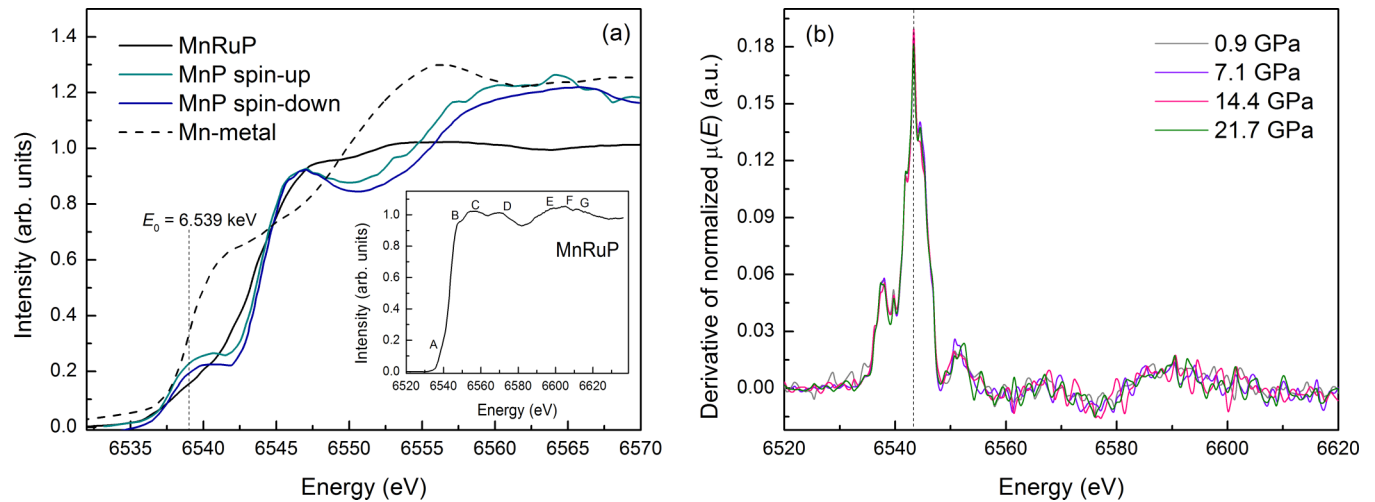 (a)
MnRuP
MnP spin-up
MnP spin-down
Mn-metal
E₀ = 6.539 keV
Intensity (arb. units)
1.4
1.2
1.0
0.8
0.6
0.4
0.2
0.0
6535 6540 6545 6550 6555 6560 6565 6570
Energy (eV)
A B C D E F G
MnRuP
Intensity (arb. units)
1.0
0.8
0.6
0.4
0.2
0.0
6520 6540 6560 6580 6600 6620
Energy (eV)
(b)
0.9 GPa
7.1 GPa
14.4 GPa
21.7 GPa
Derivative of normalized μ(E) (a.u.)
0.18
0.15
0.12
0.09
0.06
0.03
0.00
6520 6540 6560 6580 6600 6620
Energy (eV)